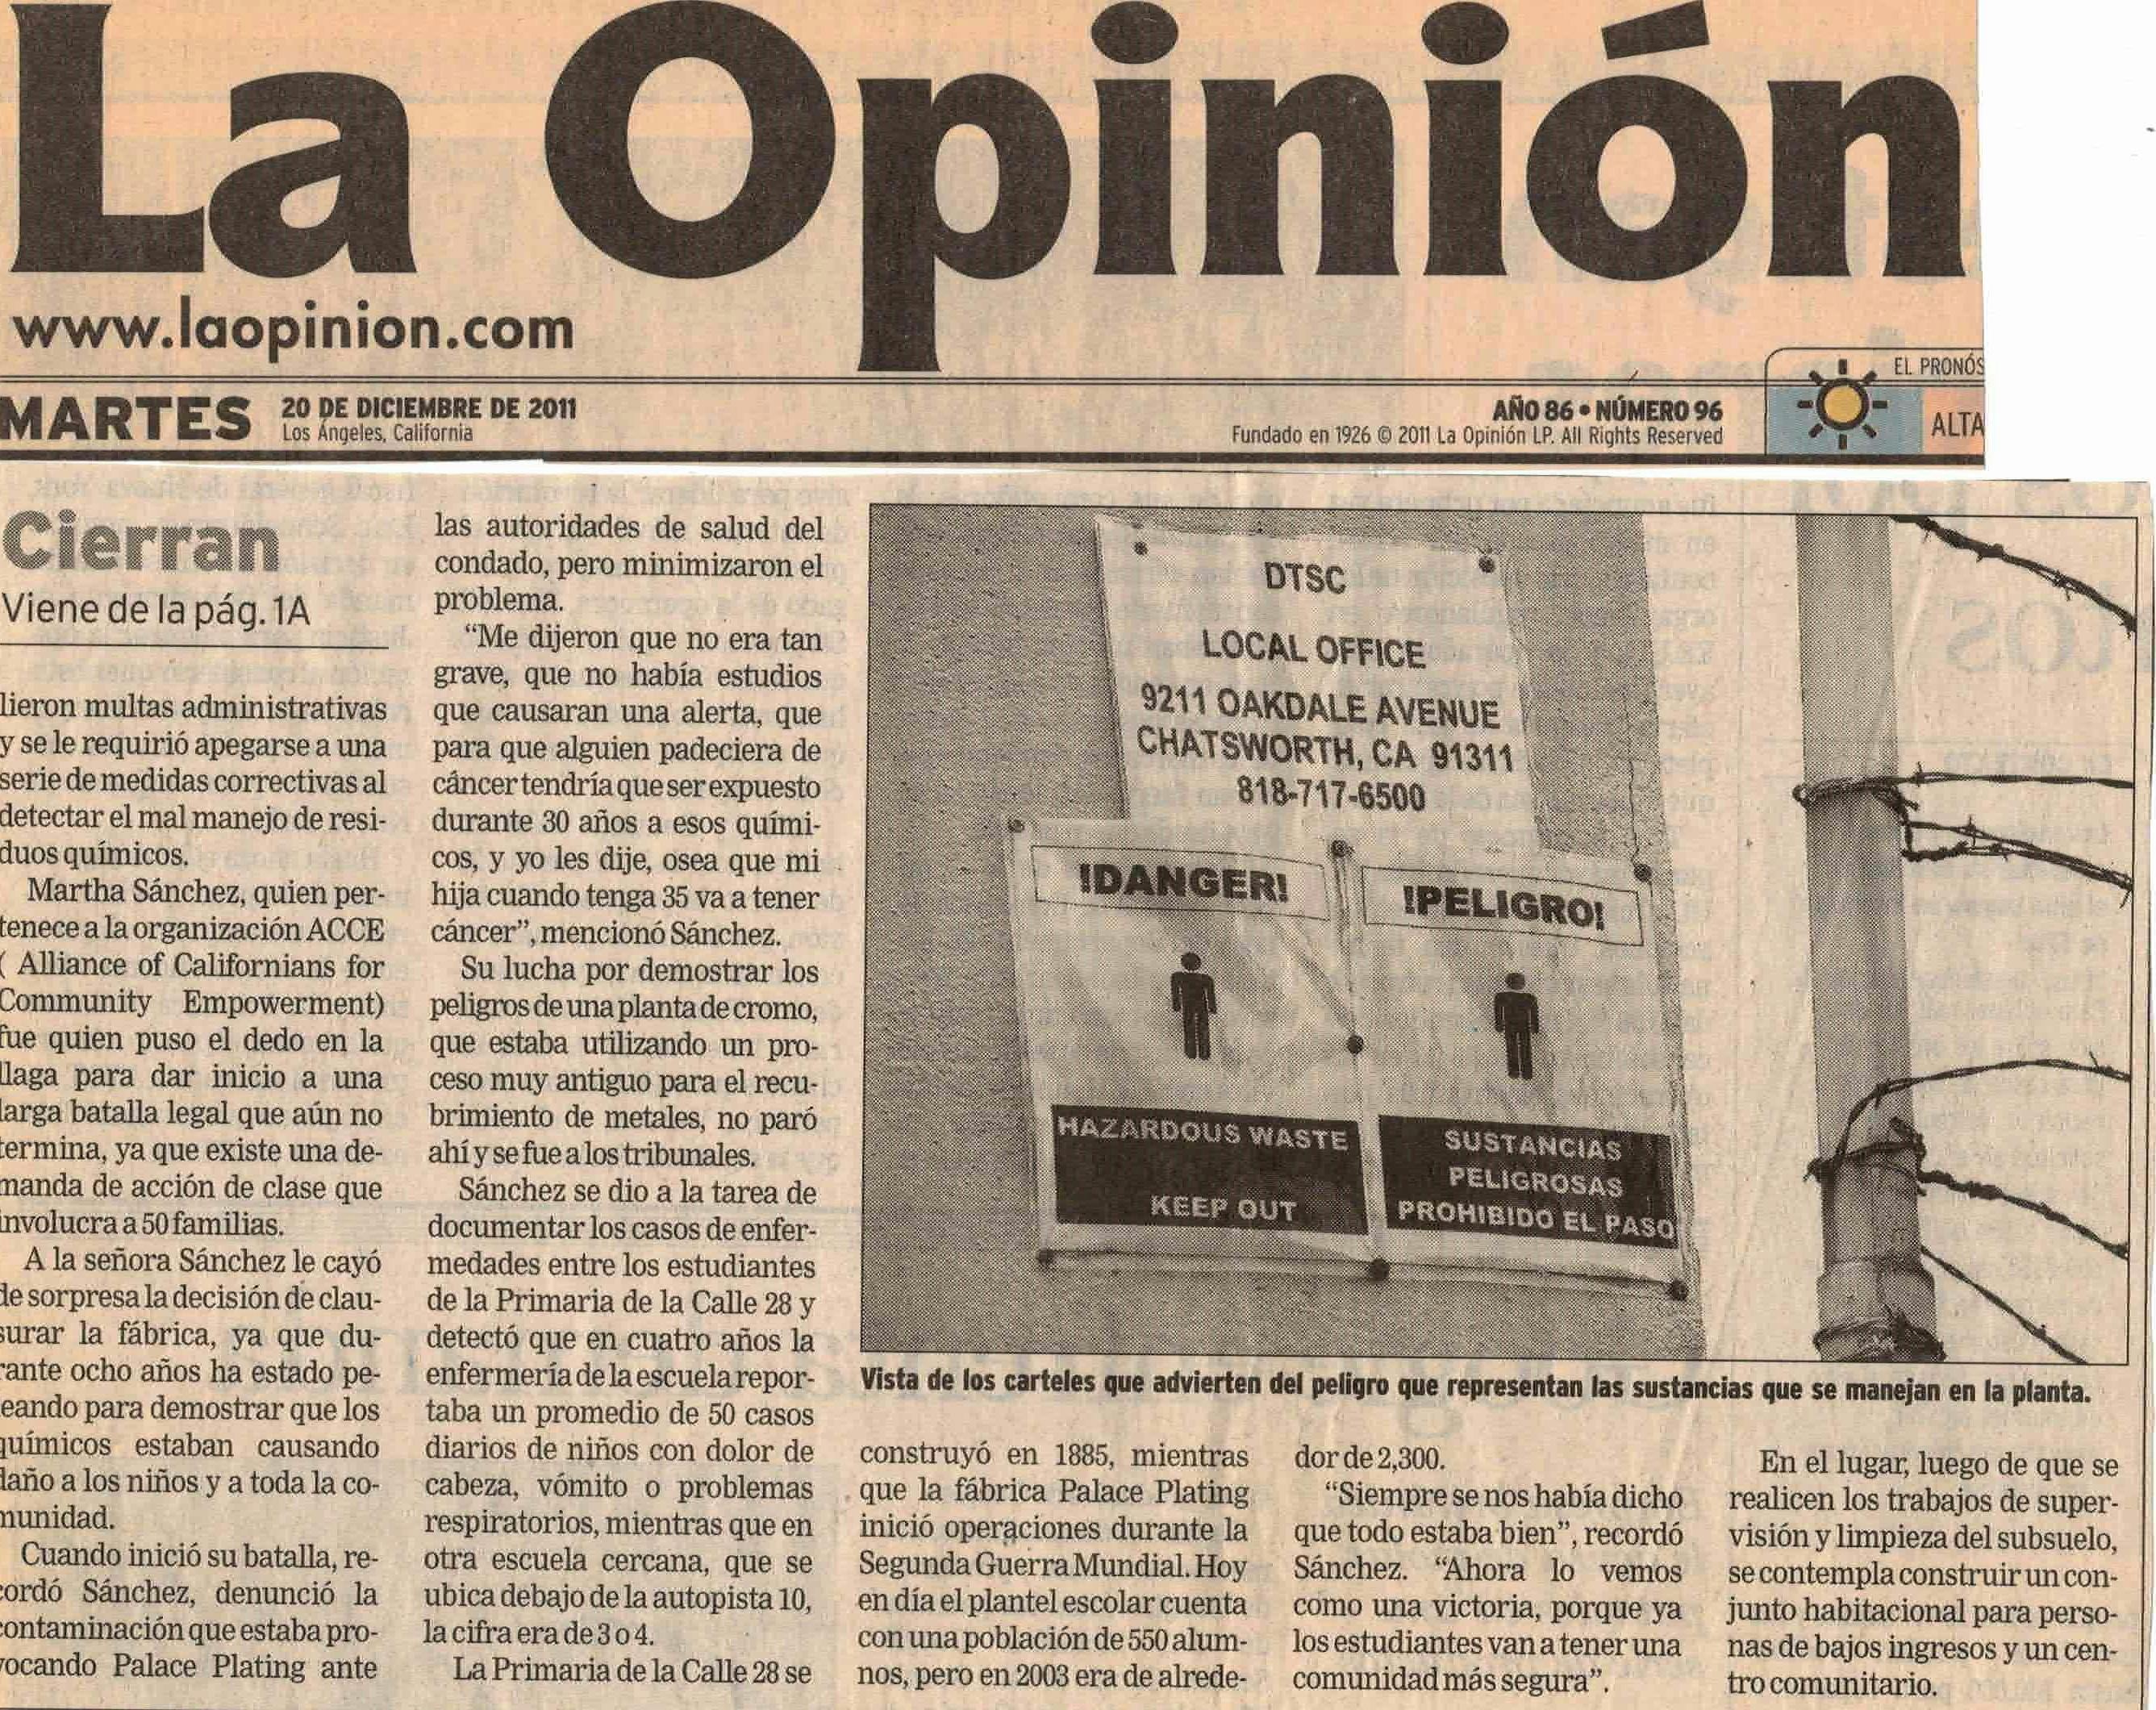 La Opinión
www.laopinion.com
EL PRONÓS
ALTA
MARTES
20 DE DICIEMBRE DE 2011
Los Ángeles, California
AÑO 86 • NÚMERO 96
Fundado en 1926 © 2011 La Opinión LP. All Rights Reserved
Cierran
Viene de la pág. 1A
lieron multas administrativas
y se le requirió apegarse a una
serie de medidas correctivas al
detectar el mal manejo de resi-
duos químicos.
Martha Sánchez, quien per-
tenece a la organización ACCE
( Alliance of Californians for
Community Empowerment)
fue quien puso el dedo en la
llaga para dar inicio a una
larga batalla legal que aún no
termina, ya que existe una de-
manda de acción de clase que
involucra a 50 familias.
A la señora Sánchez le cayó
de sorpresa la decisión de clau-
surar la fábrica, ya que du-
rante ocho años ha estado pe-
leando para demostrar que los
químicos estaban causando
daño a los niños y a toda la co-
munidad.
Cuando inició su batalla, re-
cordó Sánchez, denunció la
contaminación que estaba pro-
vocando Palace Plating ante
las autoridades de salud del
condado, pero minimizaron el
problema.
“Me dijeron que no era tan
grave, que no había estudios
que causaran una alerta, que
para que alguien padeciera de
cáncer tendría que ser expuesto
durante 30 años a esos quími-
cos, y yo les dije, osea que mi
hija cuando tenga 35 va a tener
cáncer”, mencionó Sánchez.
Su lucha por demostrar los
peligros de una planta de cromo,
que estaba utilizando un pro-
ceso muy antiguo para el recu-
brimiento de metales, no paró
ahí y se fue a los tribunales.
Sánchez se dio a la tarea de
documentar los casos de enfer-
medades entre los estudiantes
de la Primaria de la Calle 28 y
detectó que en cuatro años la
enfermería de la escuela repor-
taba un promedio de 50 casos
diarios de niños con dolor de
cabeza, vómito o problemas
respiratorios, mientras que en
otra escuela cercana, que se
ubica debajo de la autopista 10,
la cifra era de 3 o 4.
La Primaria de la Calle 28 se
DTSC
LOCAL OFFICE
9211 OAKDALE AVENUE
CHATSWORTH, CA 91311
818-717-6500
!DANGER!
HAZARDOUS WASTE
KEEP OUT
!PELIGRO!
SUSTANCIAS
PELIGROSAS
PROHIBIDO EL PASO
Vista de los carteles que advierten del peligro que representan las sustancias que se manejan en la planta.
construyó en 1885, mientras
que la fábrica Palace Plating
inició operaciones durante la
Segunda Guerra Mundial. Hoy
en día el plantel escolar cuenta
con una población de 550 alum-
nos, pero en 2003 era de alrede-
dor de 2,300.
“Siempre se nos había dicho
que todo estaba bien”, recordó
Sánchez. “Ahora lo vemos
como una victoria, porque ya
los estudiantes van a tener una
comunidad más segura”.
En el lugar, luego de que se
realicen los trabajos de super-
visión y limpieza del subsuelo,
se contempla construir un con-
junto habitacional para perso-
nas de bajos ingresos y un cen-
tro comunitario.